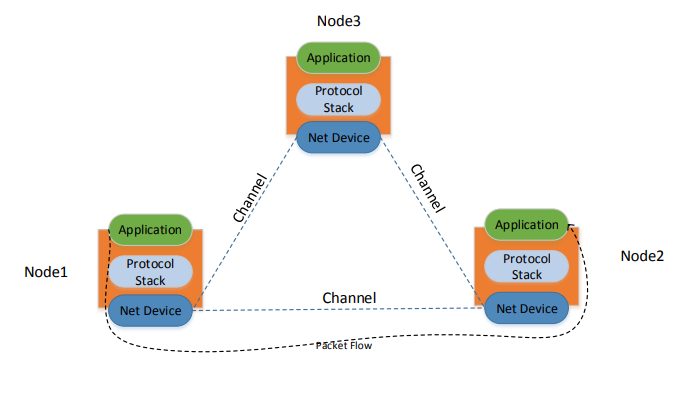 Node3
Application
Protocol
Stack
Net Device
Channel
Channel
Node1
Application
Protocol
Stack
Net Device
Channel
Application
Protocol
Stack
Net Device
Node2
Packet Flow